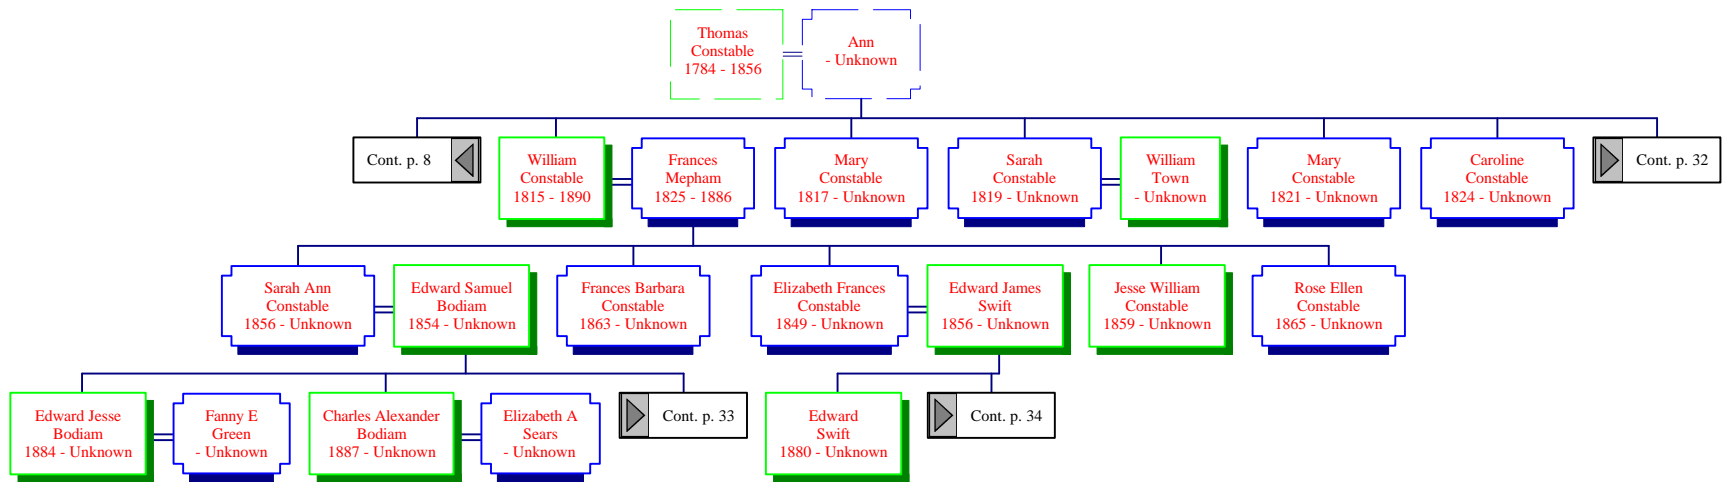 Thomas
Constable
1784 - 1856
Ann
- Unknown
Cont. p. 8
William
Constable
1815 - 1890
Frances
Mepham
1825 - 1886
Mary
Constable
1817 - Unknown
Sarah
Constable
1819 - Unknown
William
Town
- Unknown
Mary
Constable
1821 - Unknown
Caroline
Constable
1824 - Unknown
Cont. p. 32
Sarah Ann
Constable
1856 - Unknown
Edward Samuel
Bodiam
1854 - Unknown
Frances Barbara
Constable
1863 - Unknown
Elizabeth Frances
Constable
1849 - Unknown
Edward James
Swift
1856 - Unknown
Jesse William
Constable
1859 - Unknown
Rose Ellen
Constable
1865 - Unknown
Edward Jesse
Bodiam
1884 - Unknown
Fanny E
Green
- Unknown
Charles Alexander
Bodiam
1887 - Unknown
Elizabeth A
Sears
- Unknown
Cont. p. 33
Edward
Swift
1880 - Unknown
Cont. p. 34